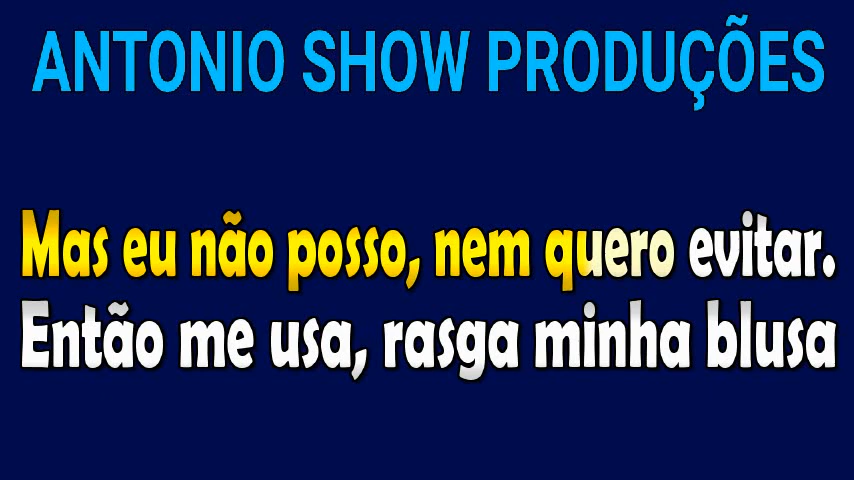 ANTONIO SHOW PRODUÇÕES
Mas eu não posso, nem quero evitar.
Então me usa, rasga minha blusa